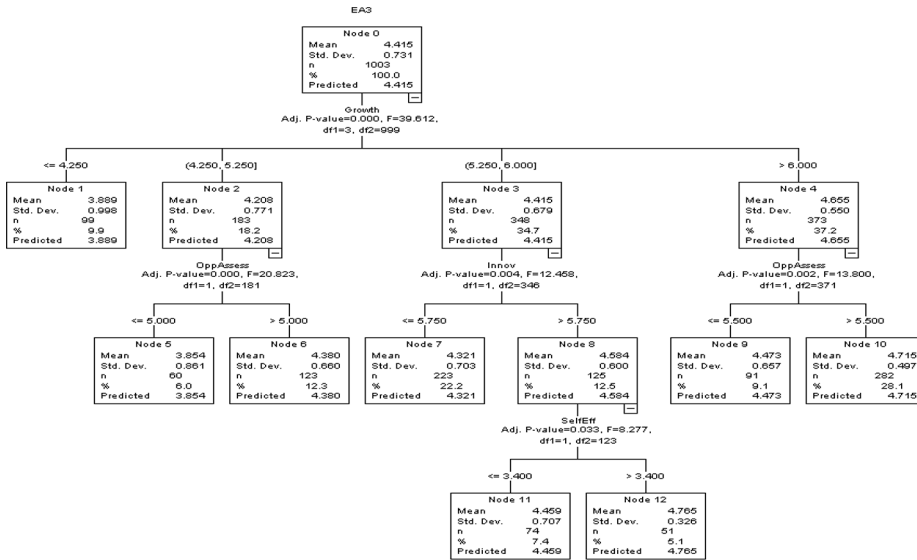 EA3
Node 0
Mean 4.415
Std. Dev. 0.731
n 1003
% 100.0
Predicted 4.415
Growth
Adj. P-value=0.000, F=39.612,
df1=3, df2=999
<= 4.250
(4.250, 5.250]
(5.250, 6.000]
> 6.000
Node 1
Mean 3.889
Std. Dev. 0.998
n 99
% 9.9
Predicted 3.889
Node 2
Mean 4.208
Std. Dev. 0.771
n 183
% 18.2
Predicted 4.208
Node 3
Mean 4.415
Std. Dev. 0.679
n 348
% 34.7
Predicted 4.415
Node 4
Mean 4.655
Std. Dev. 0.550
n 373
% 37.2
Predicted 4.655
OppAssess
Adj. P-value=0.000, F=20.823,
df1=1, df2=181
Innov
Adj. P-value=0.004, F=12.458,
df1=1, df2=346
OppAssess
Adj. P-value=0.002, F=13.800,
df1=1, df2=371
<= 5.000
> 5.000
<= 5.750
> 5.750
<= 5.500
> 5.500
Node 5
Mean 3.854
Std. Dev. 0.861
n 60
% 6.0
Predicted 3.854
Node 6
Mean 4.380
Std. Dev. 0.660
n 123
% 12.3
Predicted 4.380
Node 7
Mean 4.321
Std. Dev. 0.703
n 223
% 22.2
Predicted 4.321
Node 8
Mean 4.584
Std. Dev. 0.600
n 125
% 12.5
Predicted 4.584
Node 9
Mean 4.473
Std. Dev. 0.657
n 91
% 9.1
Predicted 4.473
Node 10
Mean 4.715
Std. Dev. 0.497
n 282
% 28.1
Predicted 4.715
SelfEff
Adj. P-value=0.033, F=8.277,
df1=1, df2=123
<= 3.400
> 3.400
Node 11
Mean 4.459
Std. Dev. 0.707
n 74
% 7.4
Predicted 4.459
Node 12
Mean 4.765
Std. Dev. 0.326
n 51
% 5.1
Predicted 4.765